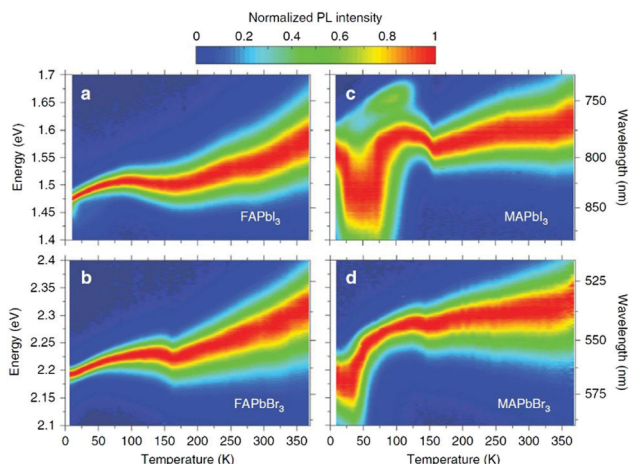 Normalized PL intensity
0 0.2 0.4 0.6 0.8 1
1.7
1.65
1.6
1.55
1.5
1.45
1.4
Energy (eV)
a
FAPbI3
c
MAPbI3
750
800
850
Wavelength (nm)
2.4
2.35
2.3
2.25
2.2
2.15
2.1
Energy (eV)
b
FAPbBr3
d
MAPbBr3
525
550
575
Wavelength (nm)
0 50 100 150 200 250 300 350
0 50 100 150 200 250 300 350
Temperature (K)
Temperature (K)